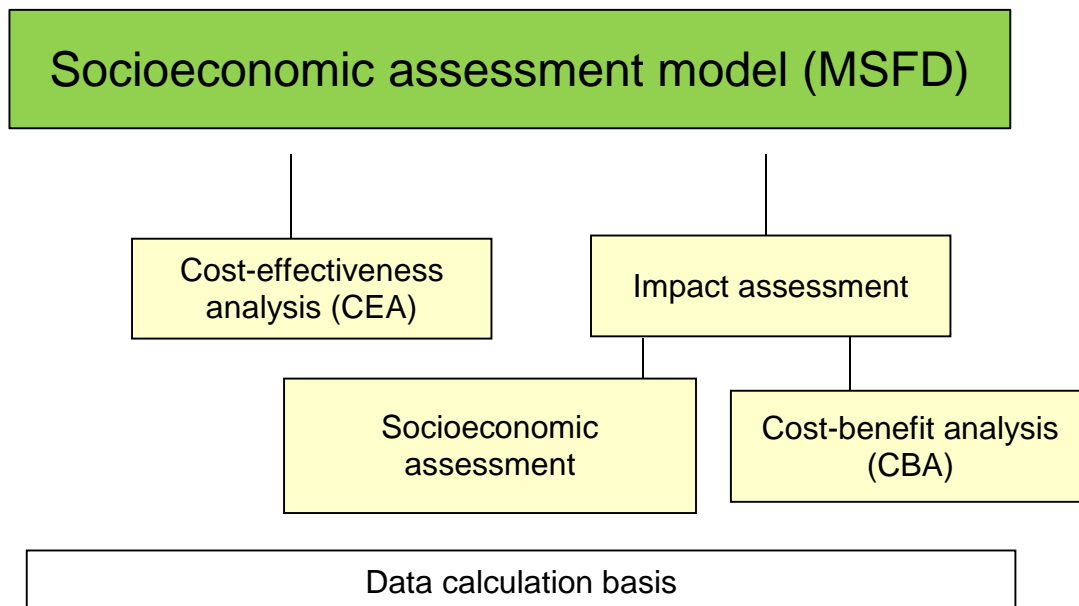 Socioeconomic assessment model (MSFD)
Cost-effectiveness
analysis (CEA)
Impact assessment
Socioeconomic
assessment
Cost-benefit analysis
(CBA)
Data calculation basis